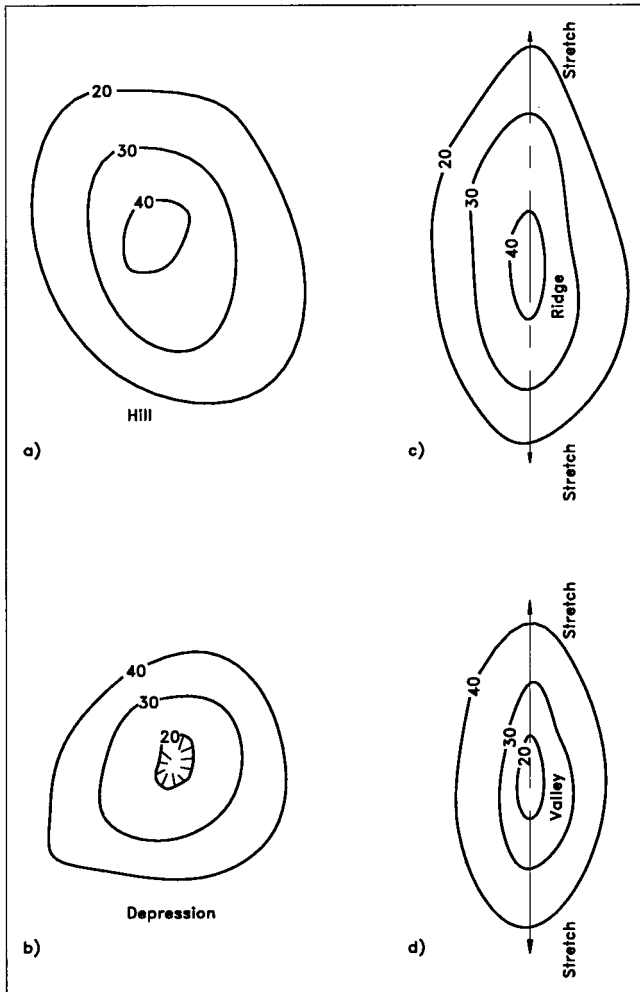 20
30
40
Hill
a)
Stretch
20
30
40
Ridge
c)
Stretch
40
30
20
Depression
b)
Stretch
40
30
20
Valley
d)
Stretch